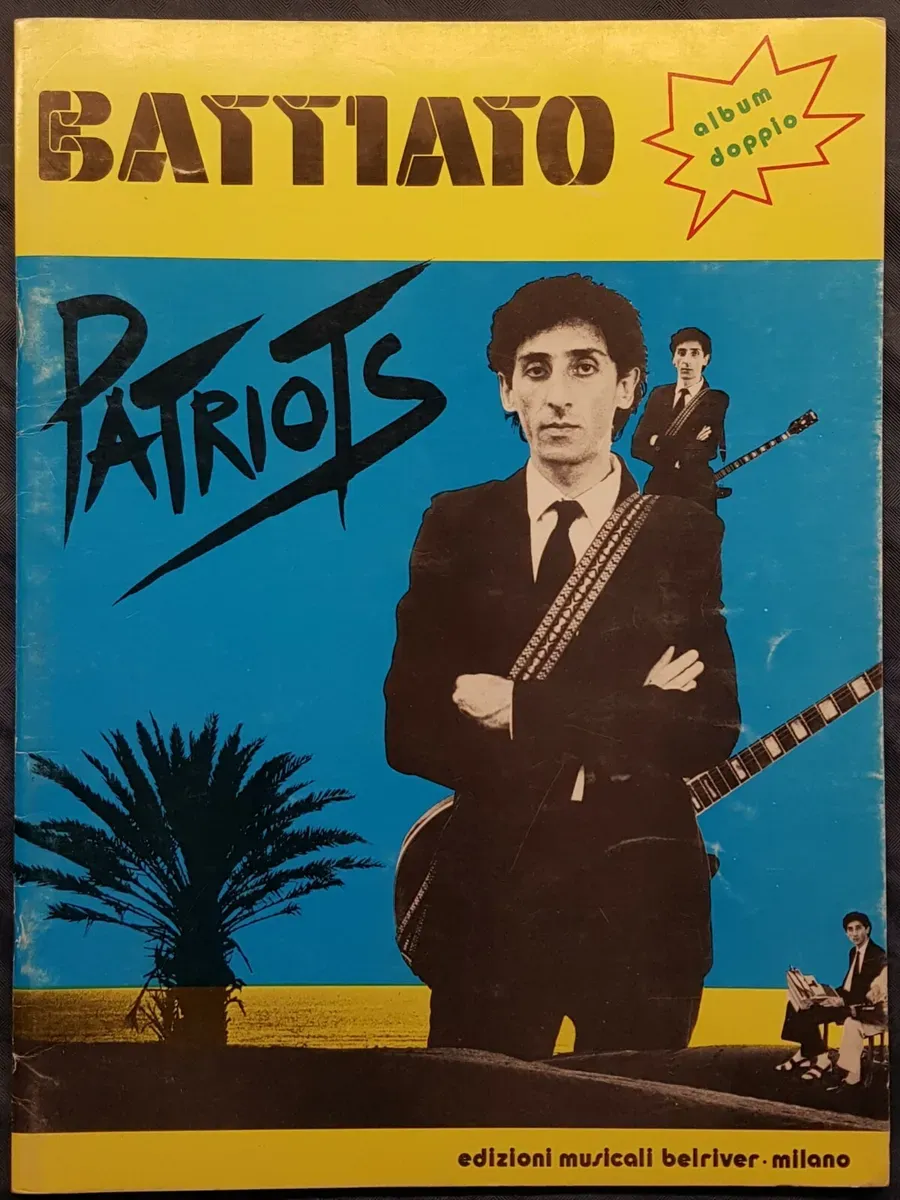 BATTIATO
album
doppio
PATRIOTS
edizioni musicali belriver · milano